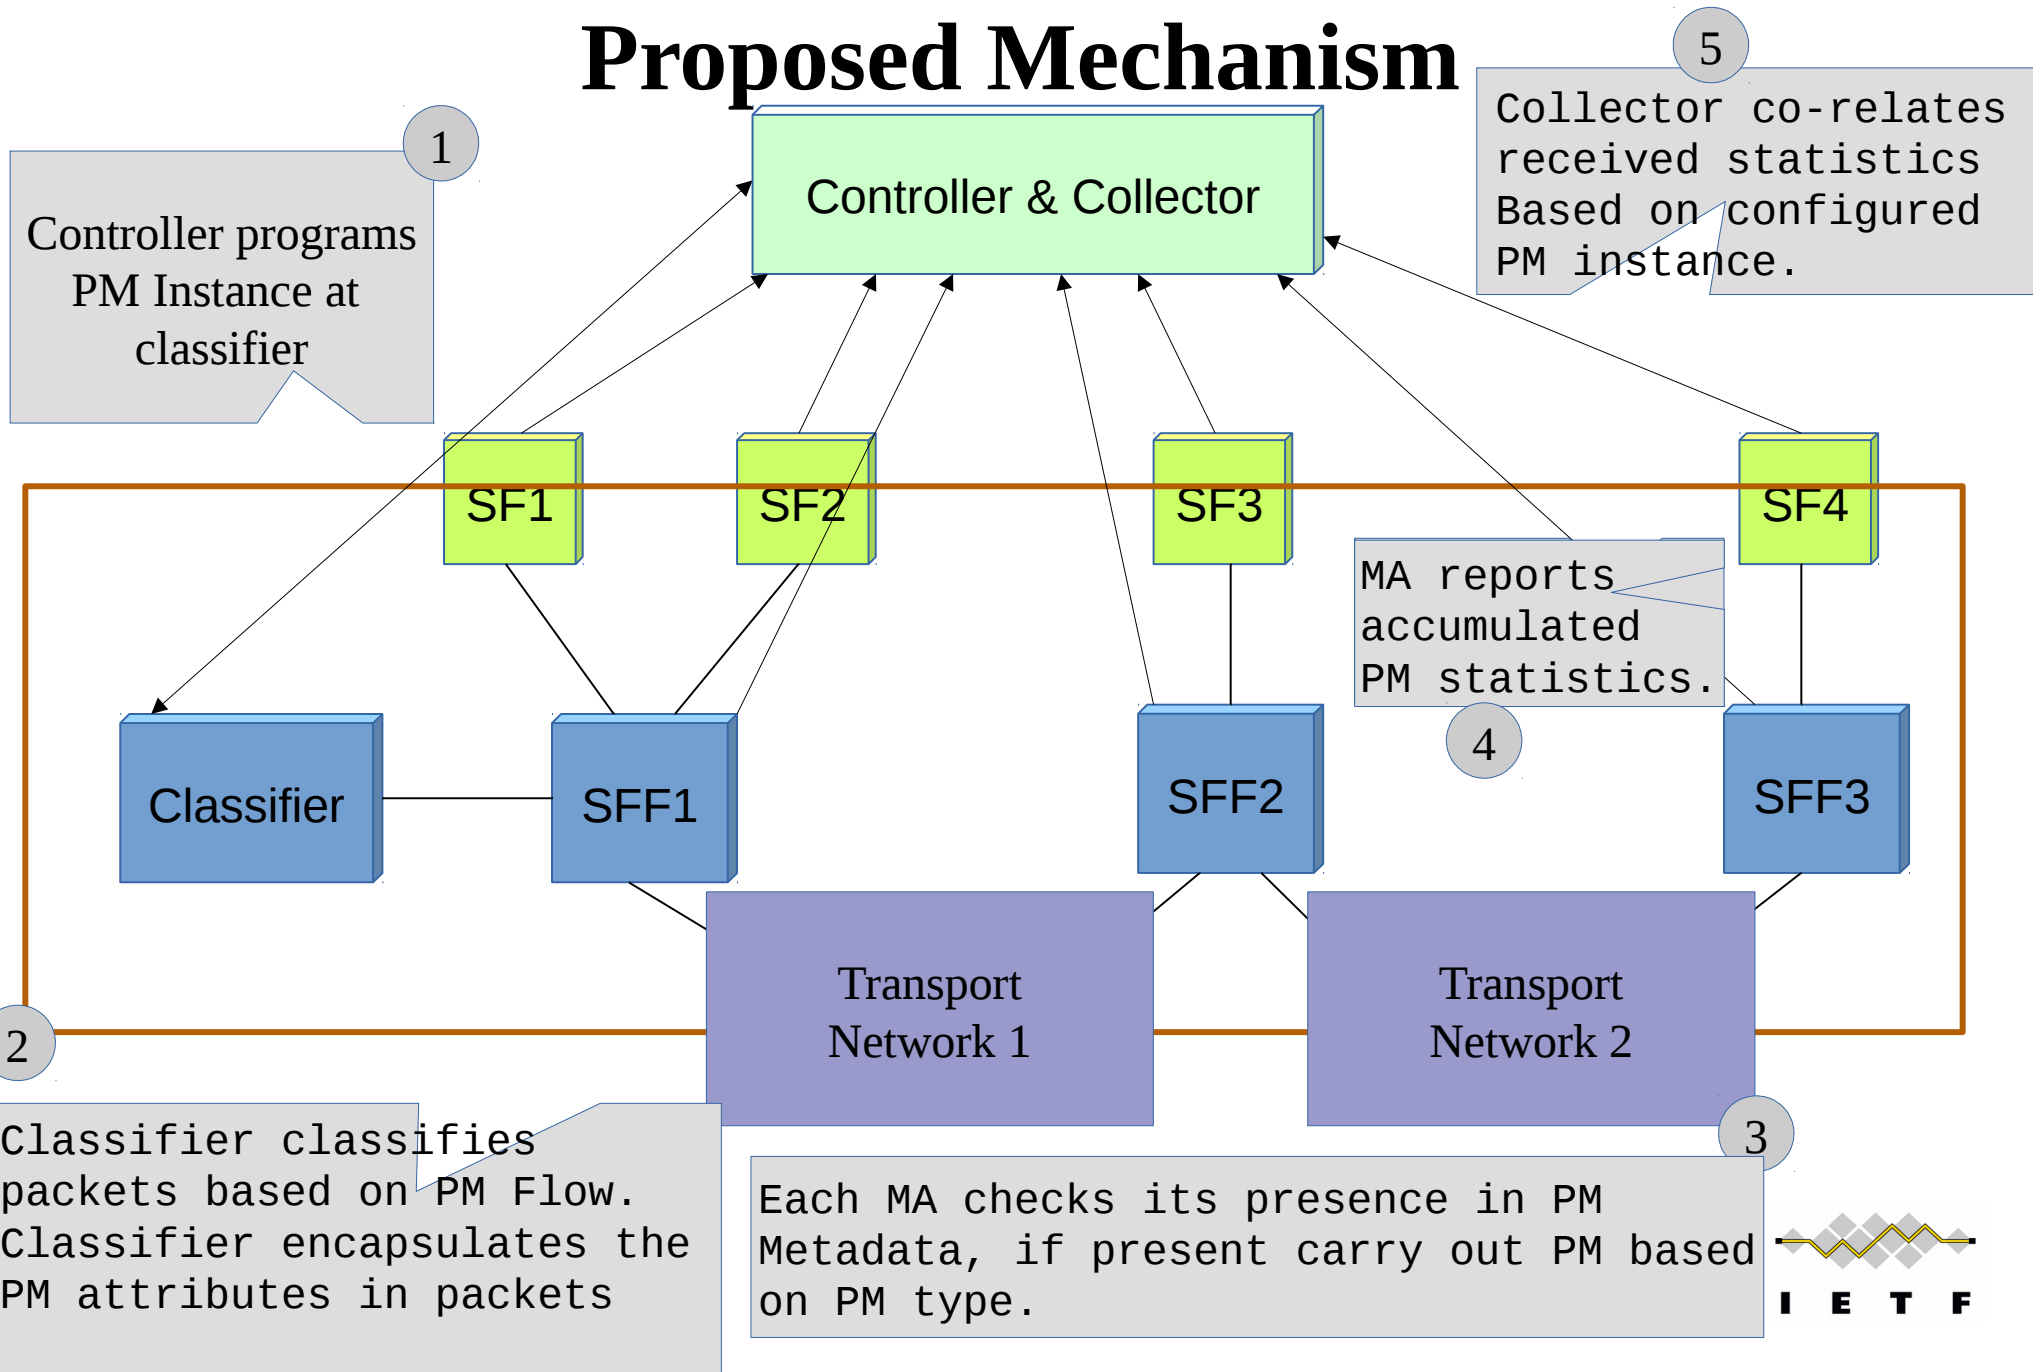 Proposed Mechanism
5
Collector co-relates
received statistics
Based on configured
PM instance.
1
Controller programs
PM Instance at
classifier
Controller & Collector
SF1
SF2
SF3
SF4
MA reports
accumulated
PM statistics.
4
Classifier
SFF1
SFF2
SFF3
Transport
Network 1
Transport
Network 2
2
Classifier classifies
packets based on PM Flow.
Classifier encapsulates the
PM attributes in packets
3
Each MA checks its presence in PM
Metadata, if present carry out PM based
on PM type.
I E T F